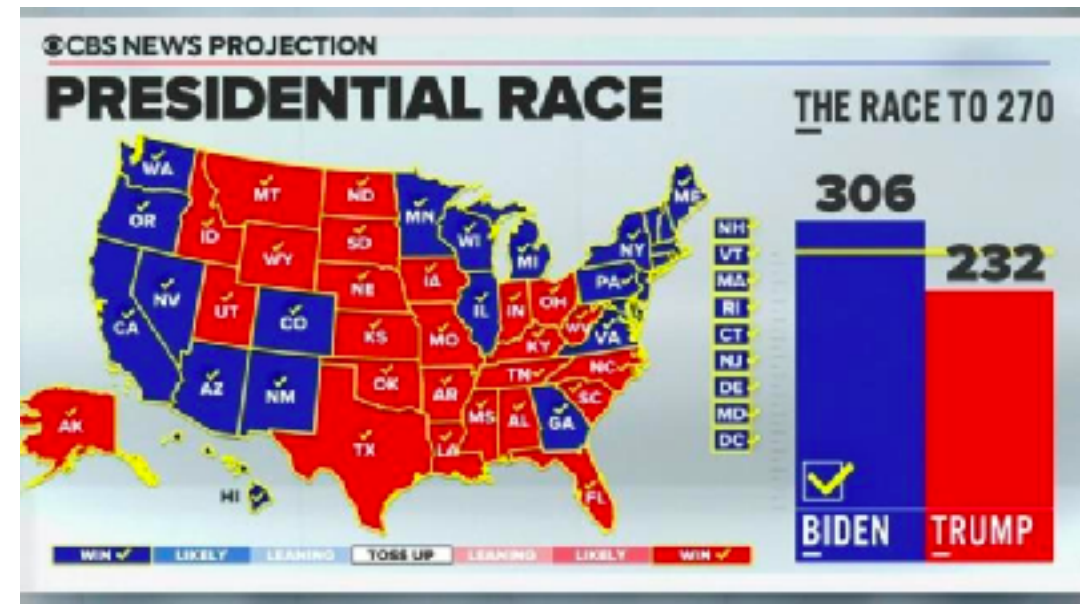 CBS NEWS PROJECTION
PRESIDENTIAL RACE
THE RACE TO 270
306
232
WA
MT
ND
MN
ME
OR
ID
SD
WI
MI
NY
WY
NV
UT
CO
NE
IA
IL
IN
OH
PA
WV
VA
CA
KS
MO
KY
AZ
NM
OK
AR
TN
NC
SC
MS
AL
GA
TX
LA
FL
AK
HI
NH
VT
MA
RI
CT
NJ
DE
MD
DC
WIN
LIKELY
LEANING
TOSS UP
LEANING
LIKELY
WIN
BIDEN
TRUMP